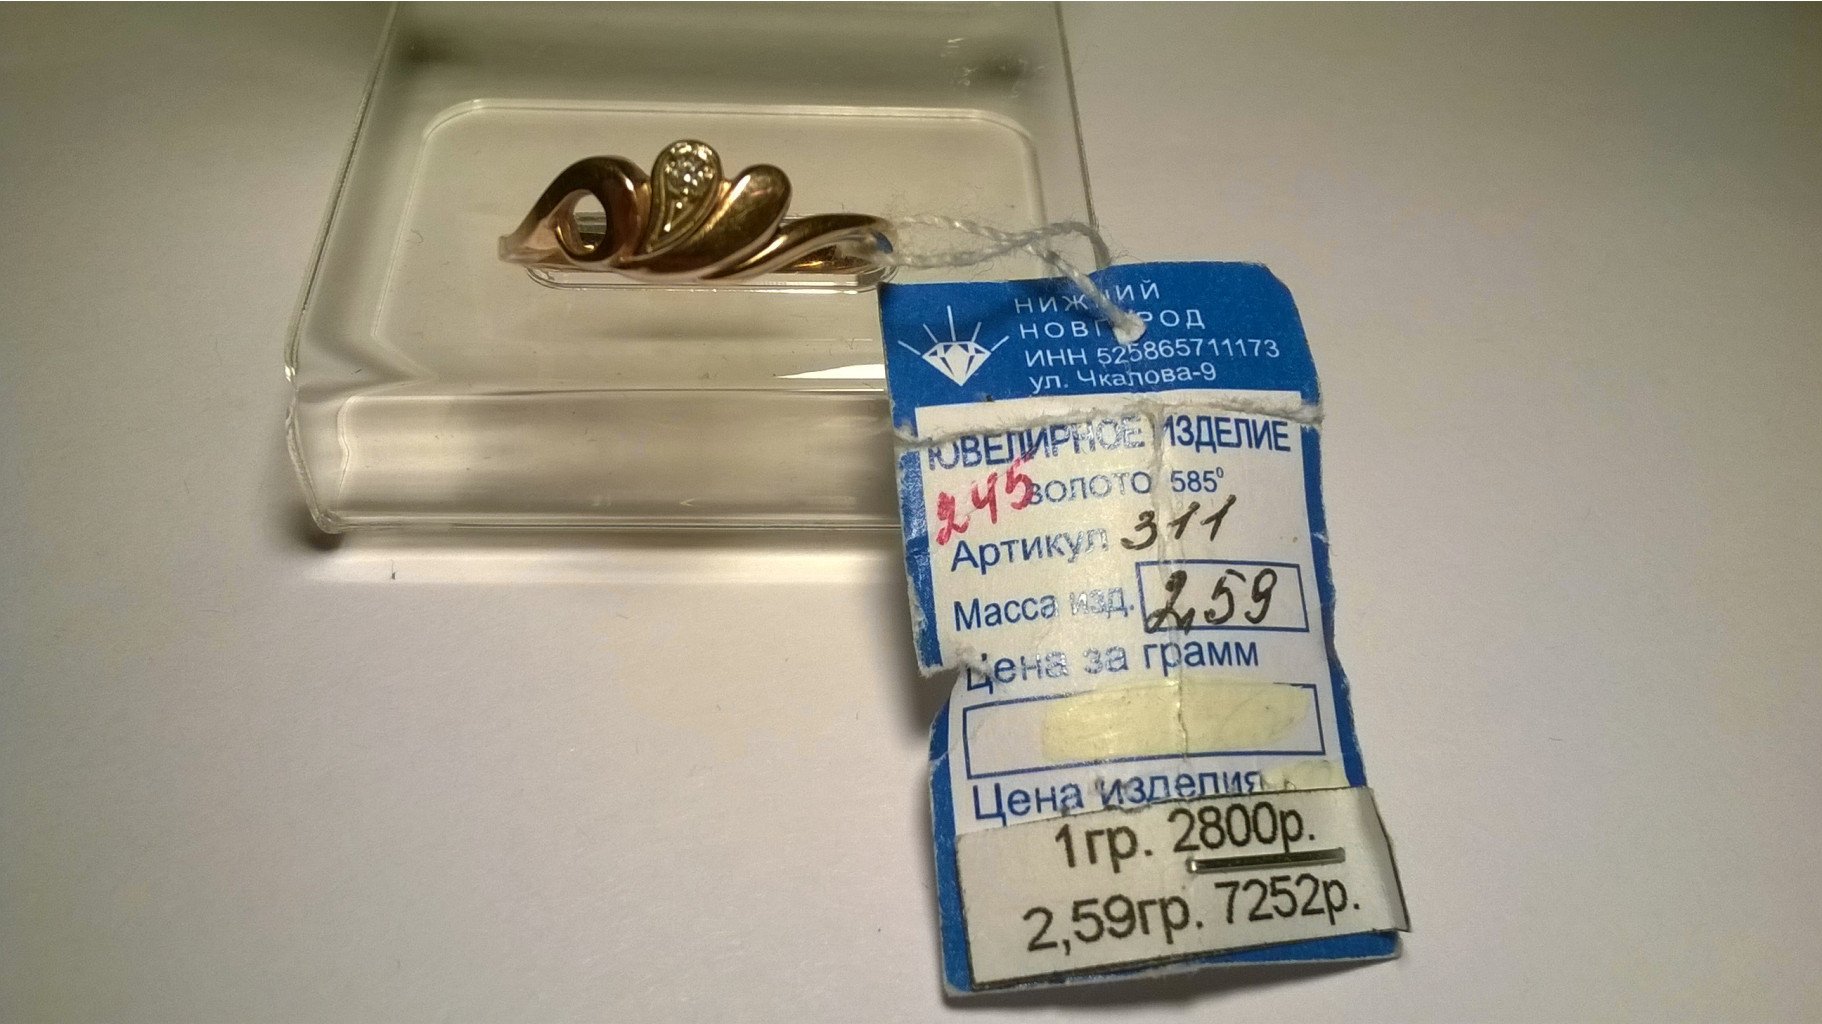 НИЖНИЙ
НОВГОРОД
ИНН 525865711173
ул. Чкалова-9
ЮВЕЛИРНОЕ ИЗДЕЛИЕ
245 золото 585⁰
Артикул 311
Масса изд. 2,59
Цена за грамм
Цена изделия
1гр. 2800р.
2,59гр. 7252р.